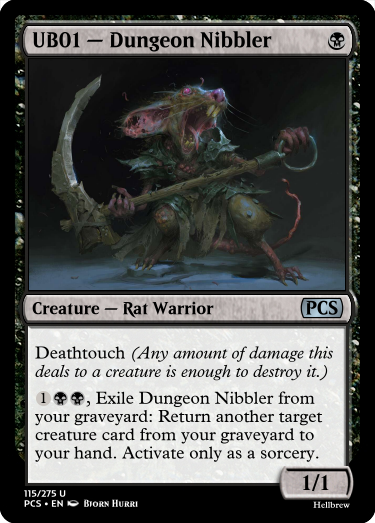 UB01 — Dungeon Nibbler
Creature — Rat Warrior
PCS
Deathtouch (Any amount of damage this
deals to a creature is enough to destroy it.)
1, Exile Dungeon Nibbler from
your graveyard: Return another target
creature card from your graveyard to
your hand. Activate only as a sorcery.
1/1
115/275 U
PCS • EN Bjorn Hurri
Hellbrew